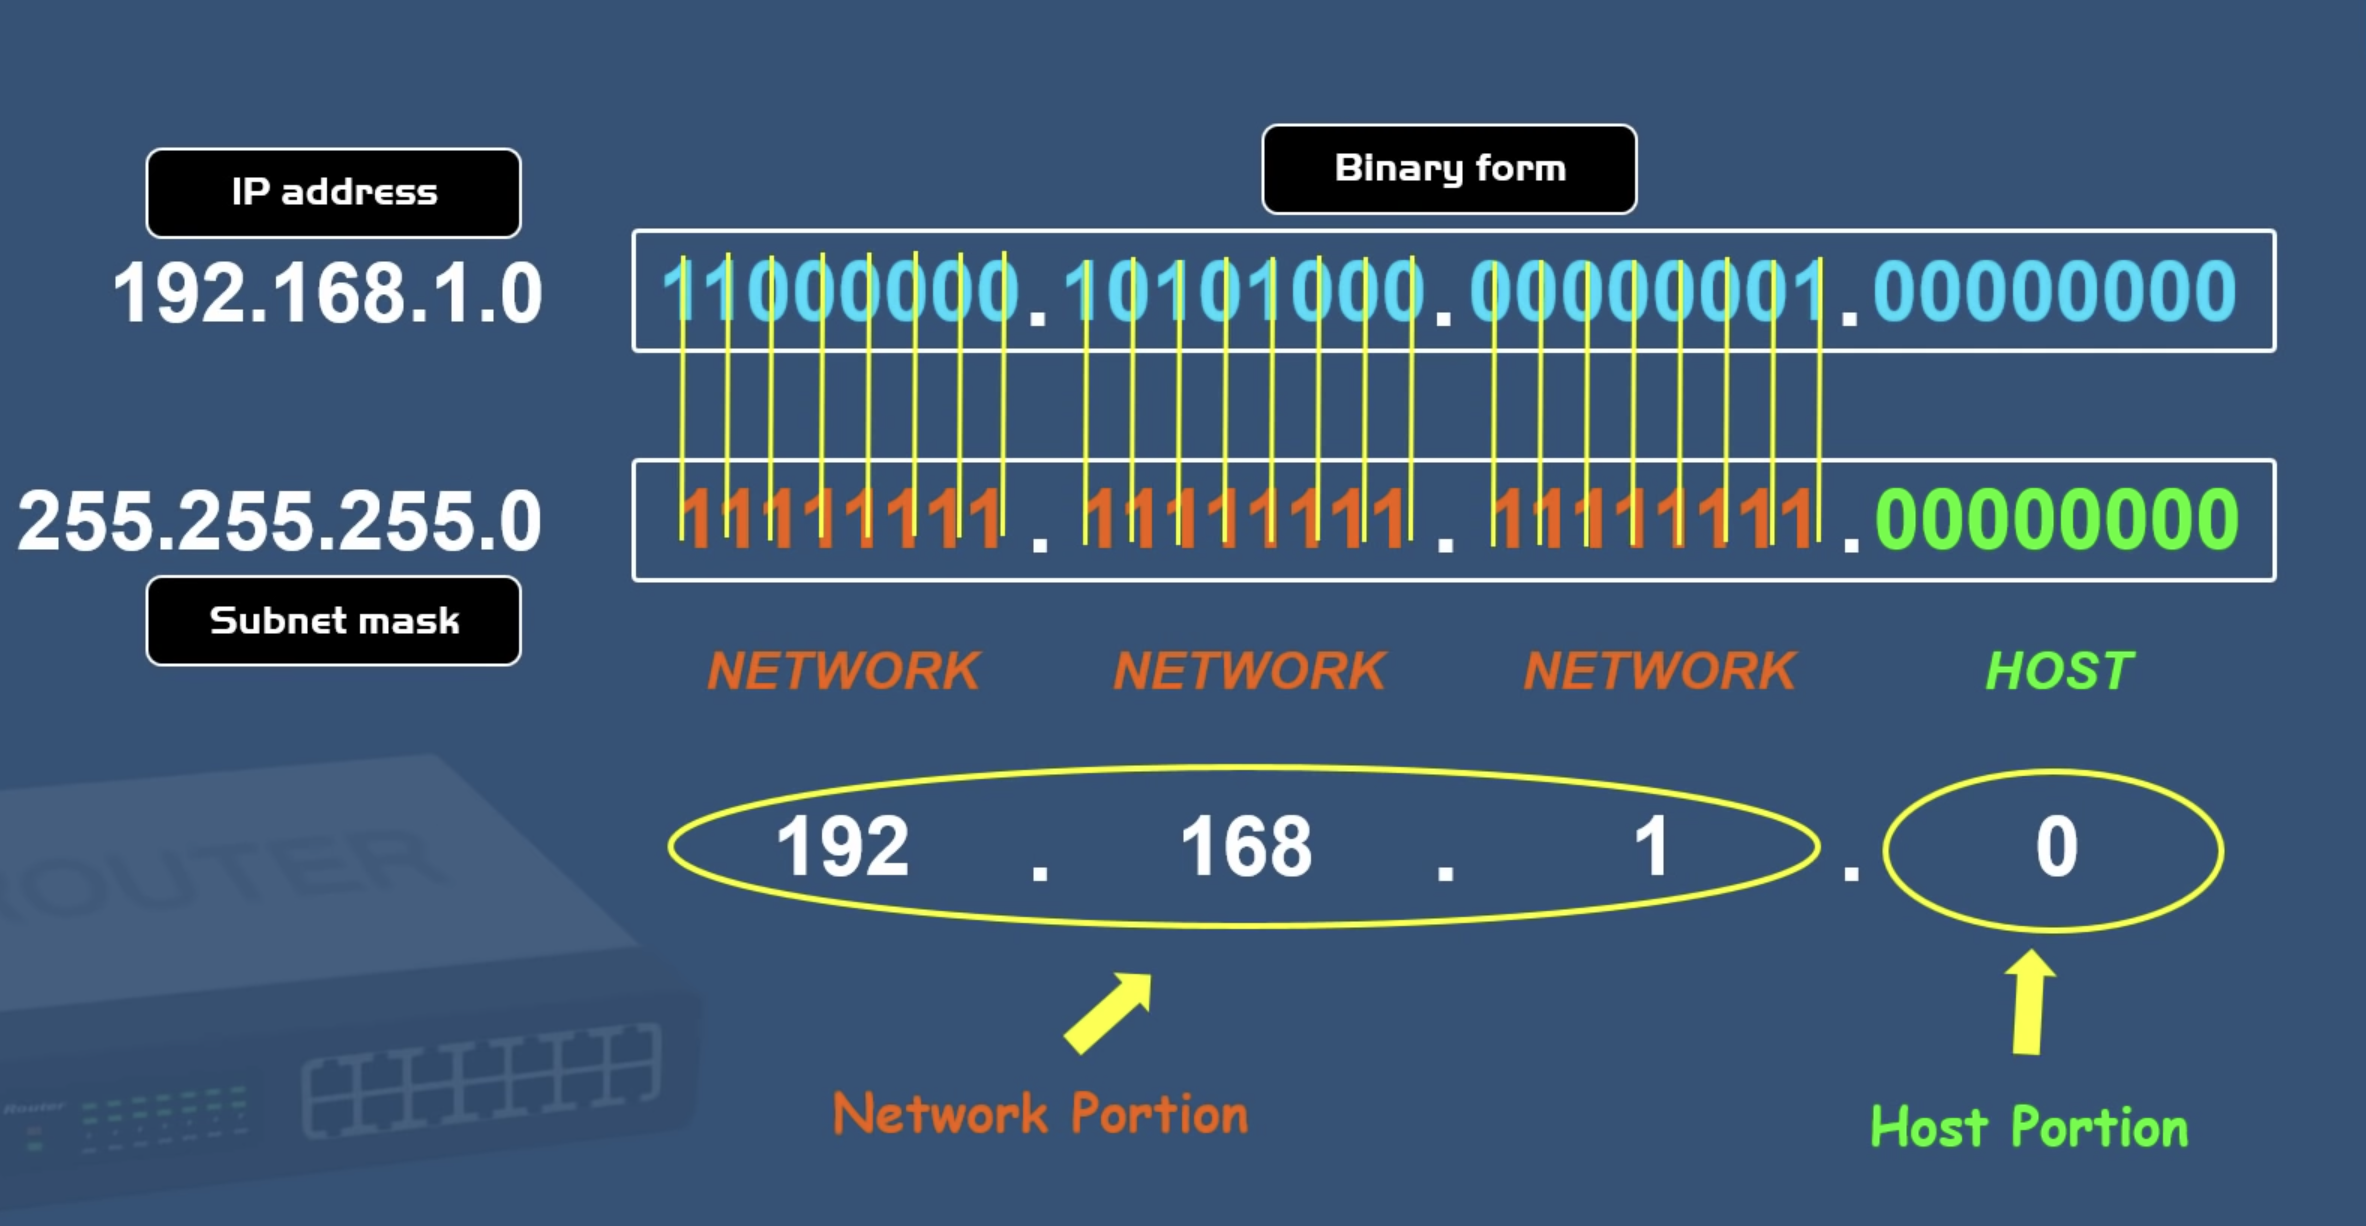 Binary form
IP address
192.168.1.0 11000000.10101000.00000001.00000000
255.255.255.0 11111111.11111111.11111111.00000000
Subnet mask
NETWORK NETWORK NETWORK HOST
192.168.1.0
ROUTER
Network Portion
Host Portion
Router